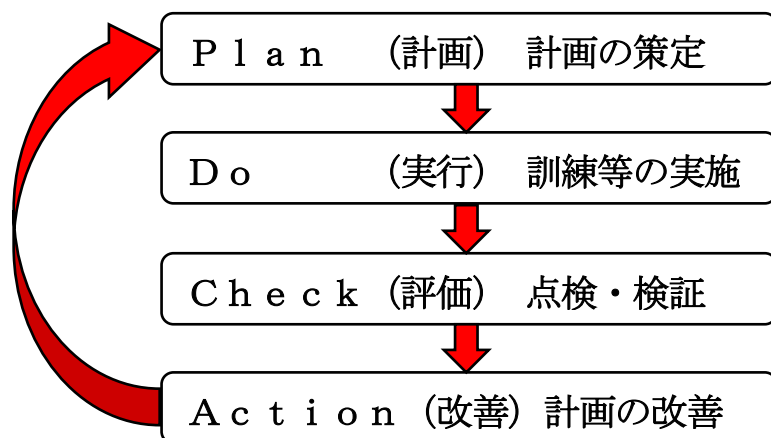 Ｐｌａｎ　（計画）　計画の策定
Ｄｏ　　　（実行）　訓練等の実施
Ｃｈｅｃｋ（評価）　点検・検証
Ａｃｔｉｏｎ（改善）計画の改善